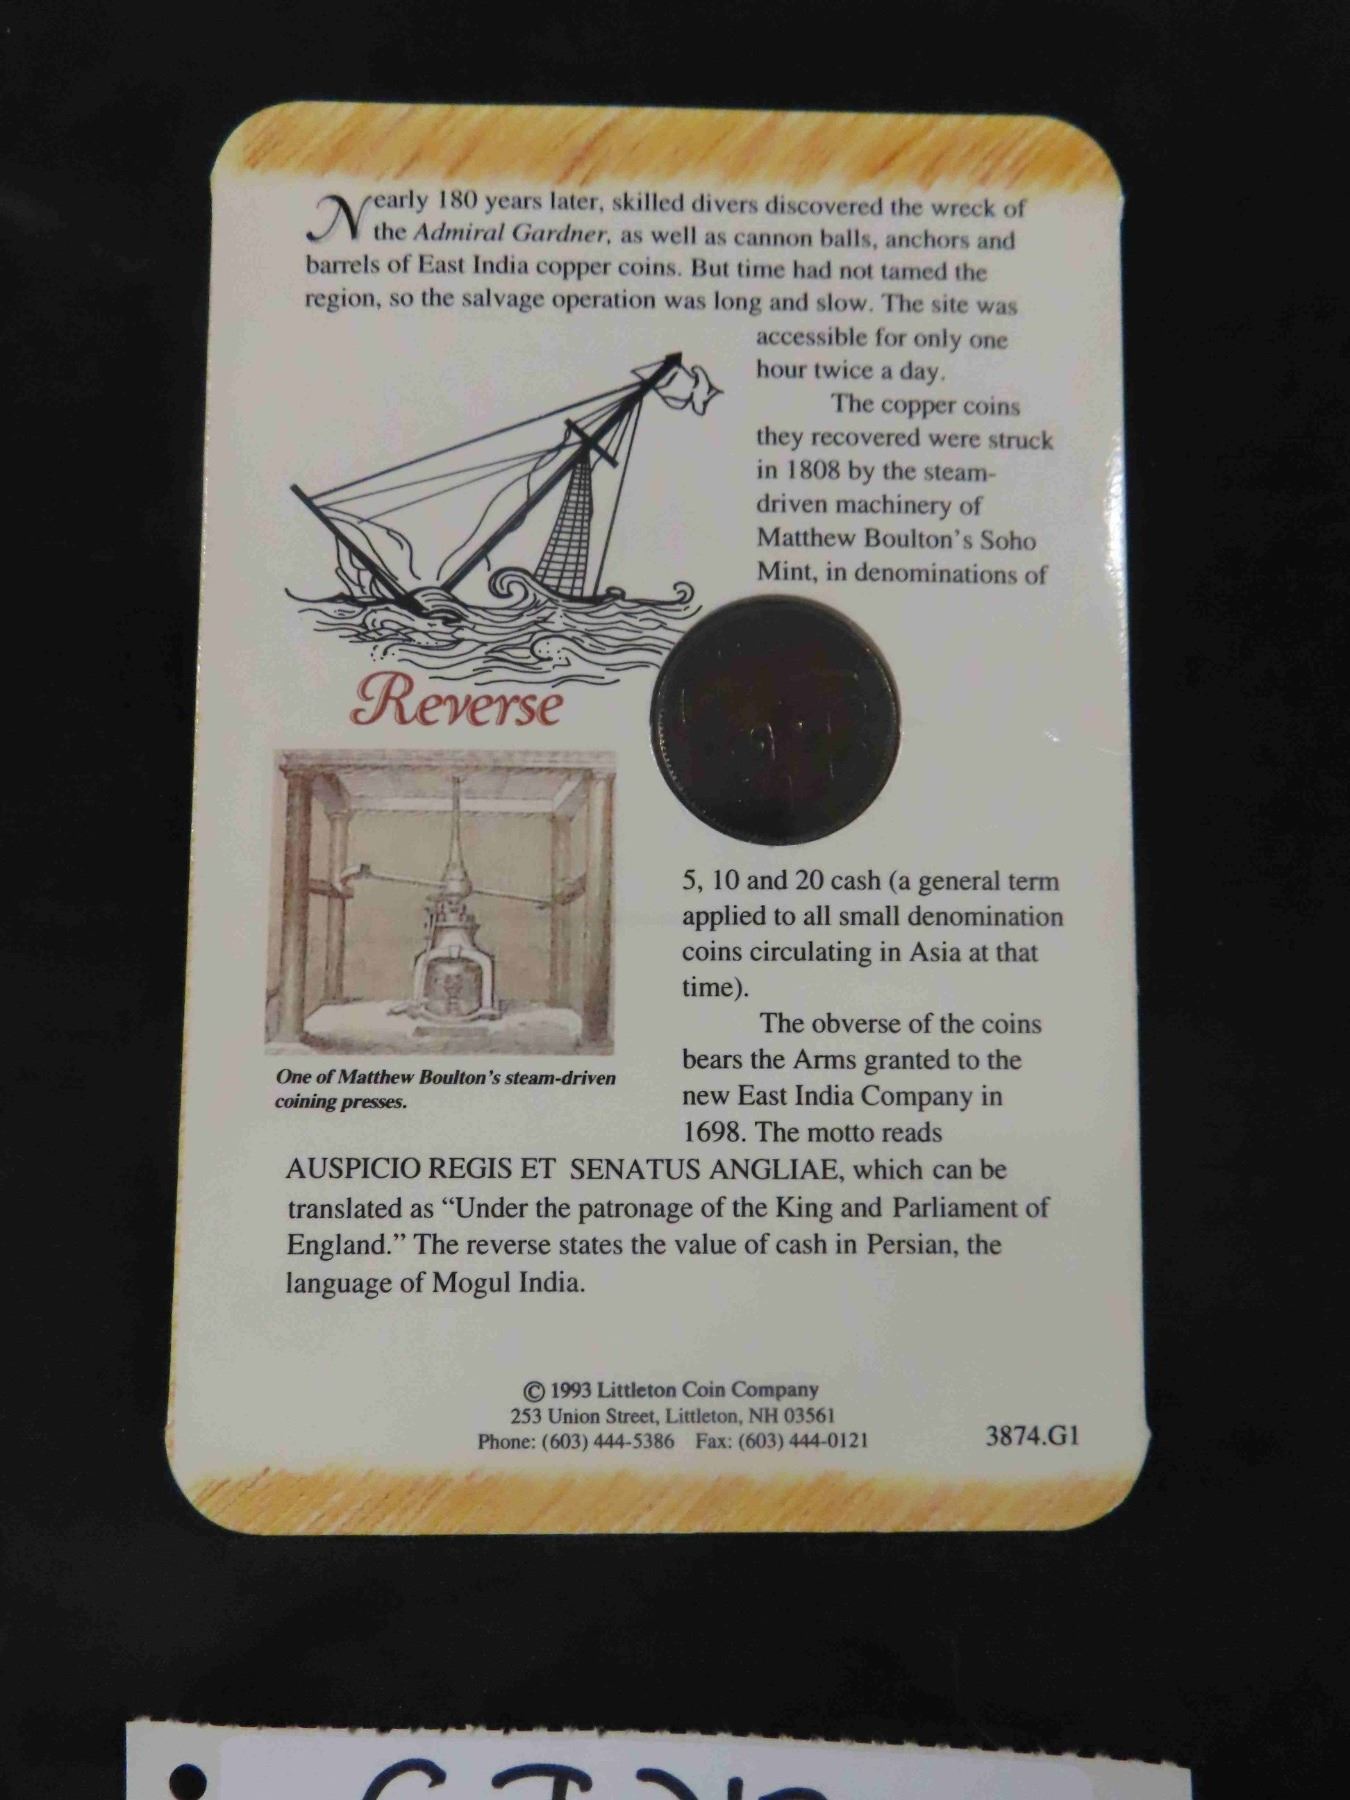 Nearly 180 years later, skilled divers discovered the wreck of
the Admiral Gardner, as well as cannon balls, anchors and
barrels of East India copper coins. But time had not tamed the
region, so the salvage operation was long and slow. The site was
accessible for only one
hour twice a day.
The copper coins
they recovered were struck
in 1808 by the steam-
driven machinery of
Matthew Boulton's Soho
Mint, in denominations of
Reverse
5, 10 and 20 cash (a general term
applied to all small denomination
coins circulating in Asia at that
time).
The obverse of the coins
bears the Arms granted to the
new East India Company in
1698. The motto reads
One of Matthew Boulton's steam-driven
coining presses.
AUSPICIO REGIS ET SENATUS ANGLIAE, which can be
translated as “Under the patronage of the King and Parliament of
England.” The reverse states the value of cash in Persian, the
language of Mogul India.
© 1993 Littleton Coin Company
253 Union Street, Littleton, NH 03561
Phone: (603) 444-5386 Fax: (603) 444-0121
3874.G1